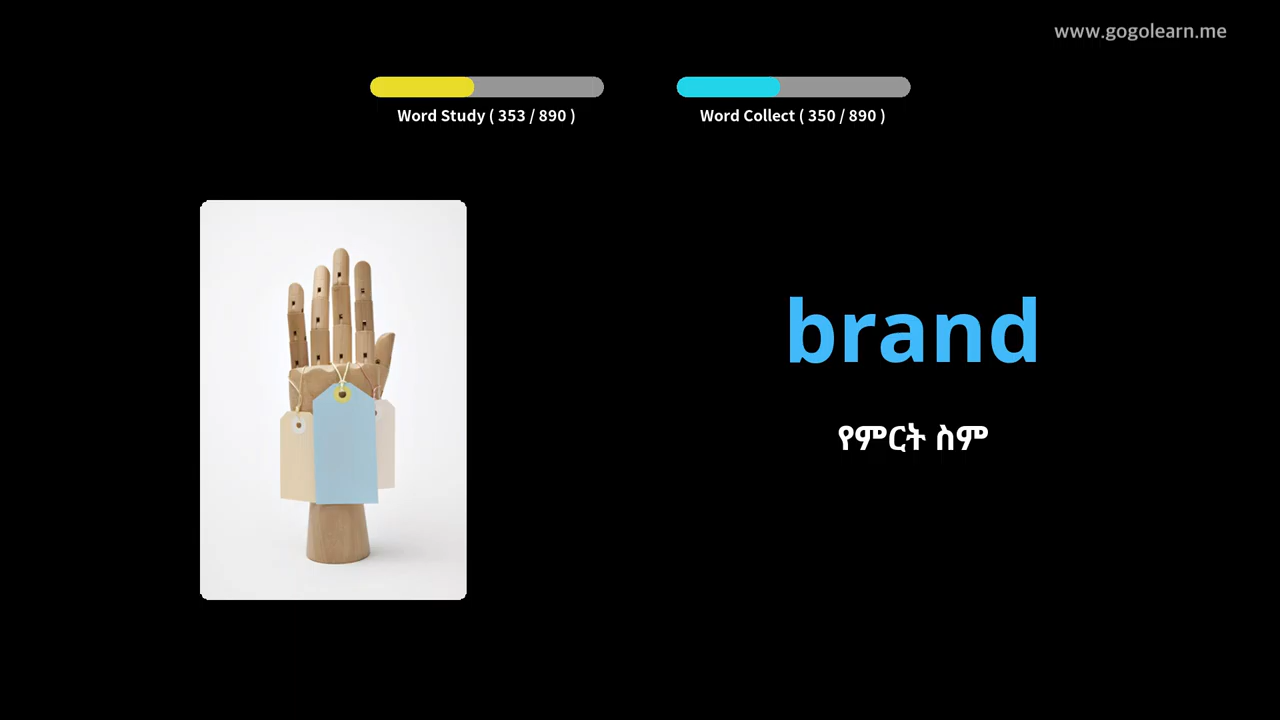 www.gogolearn.me
Word Study ( 353 / 890 )
Word Collect ( 350 / 890 )
brand
የምርት ስም